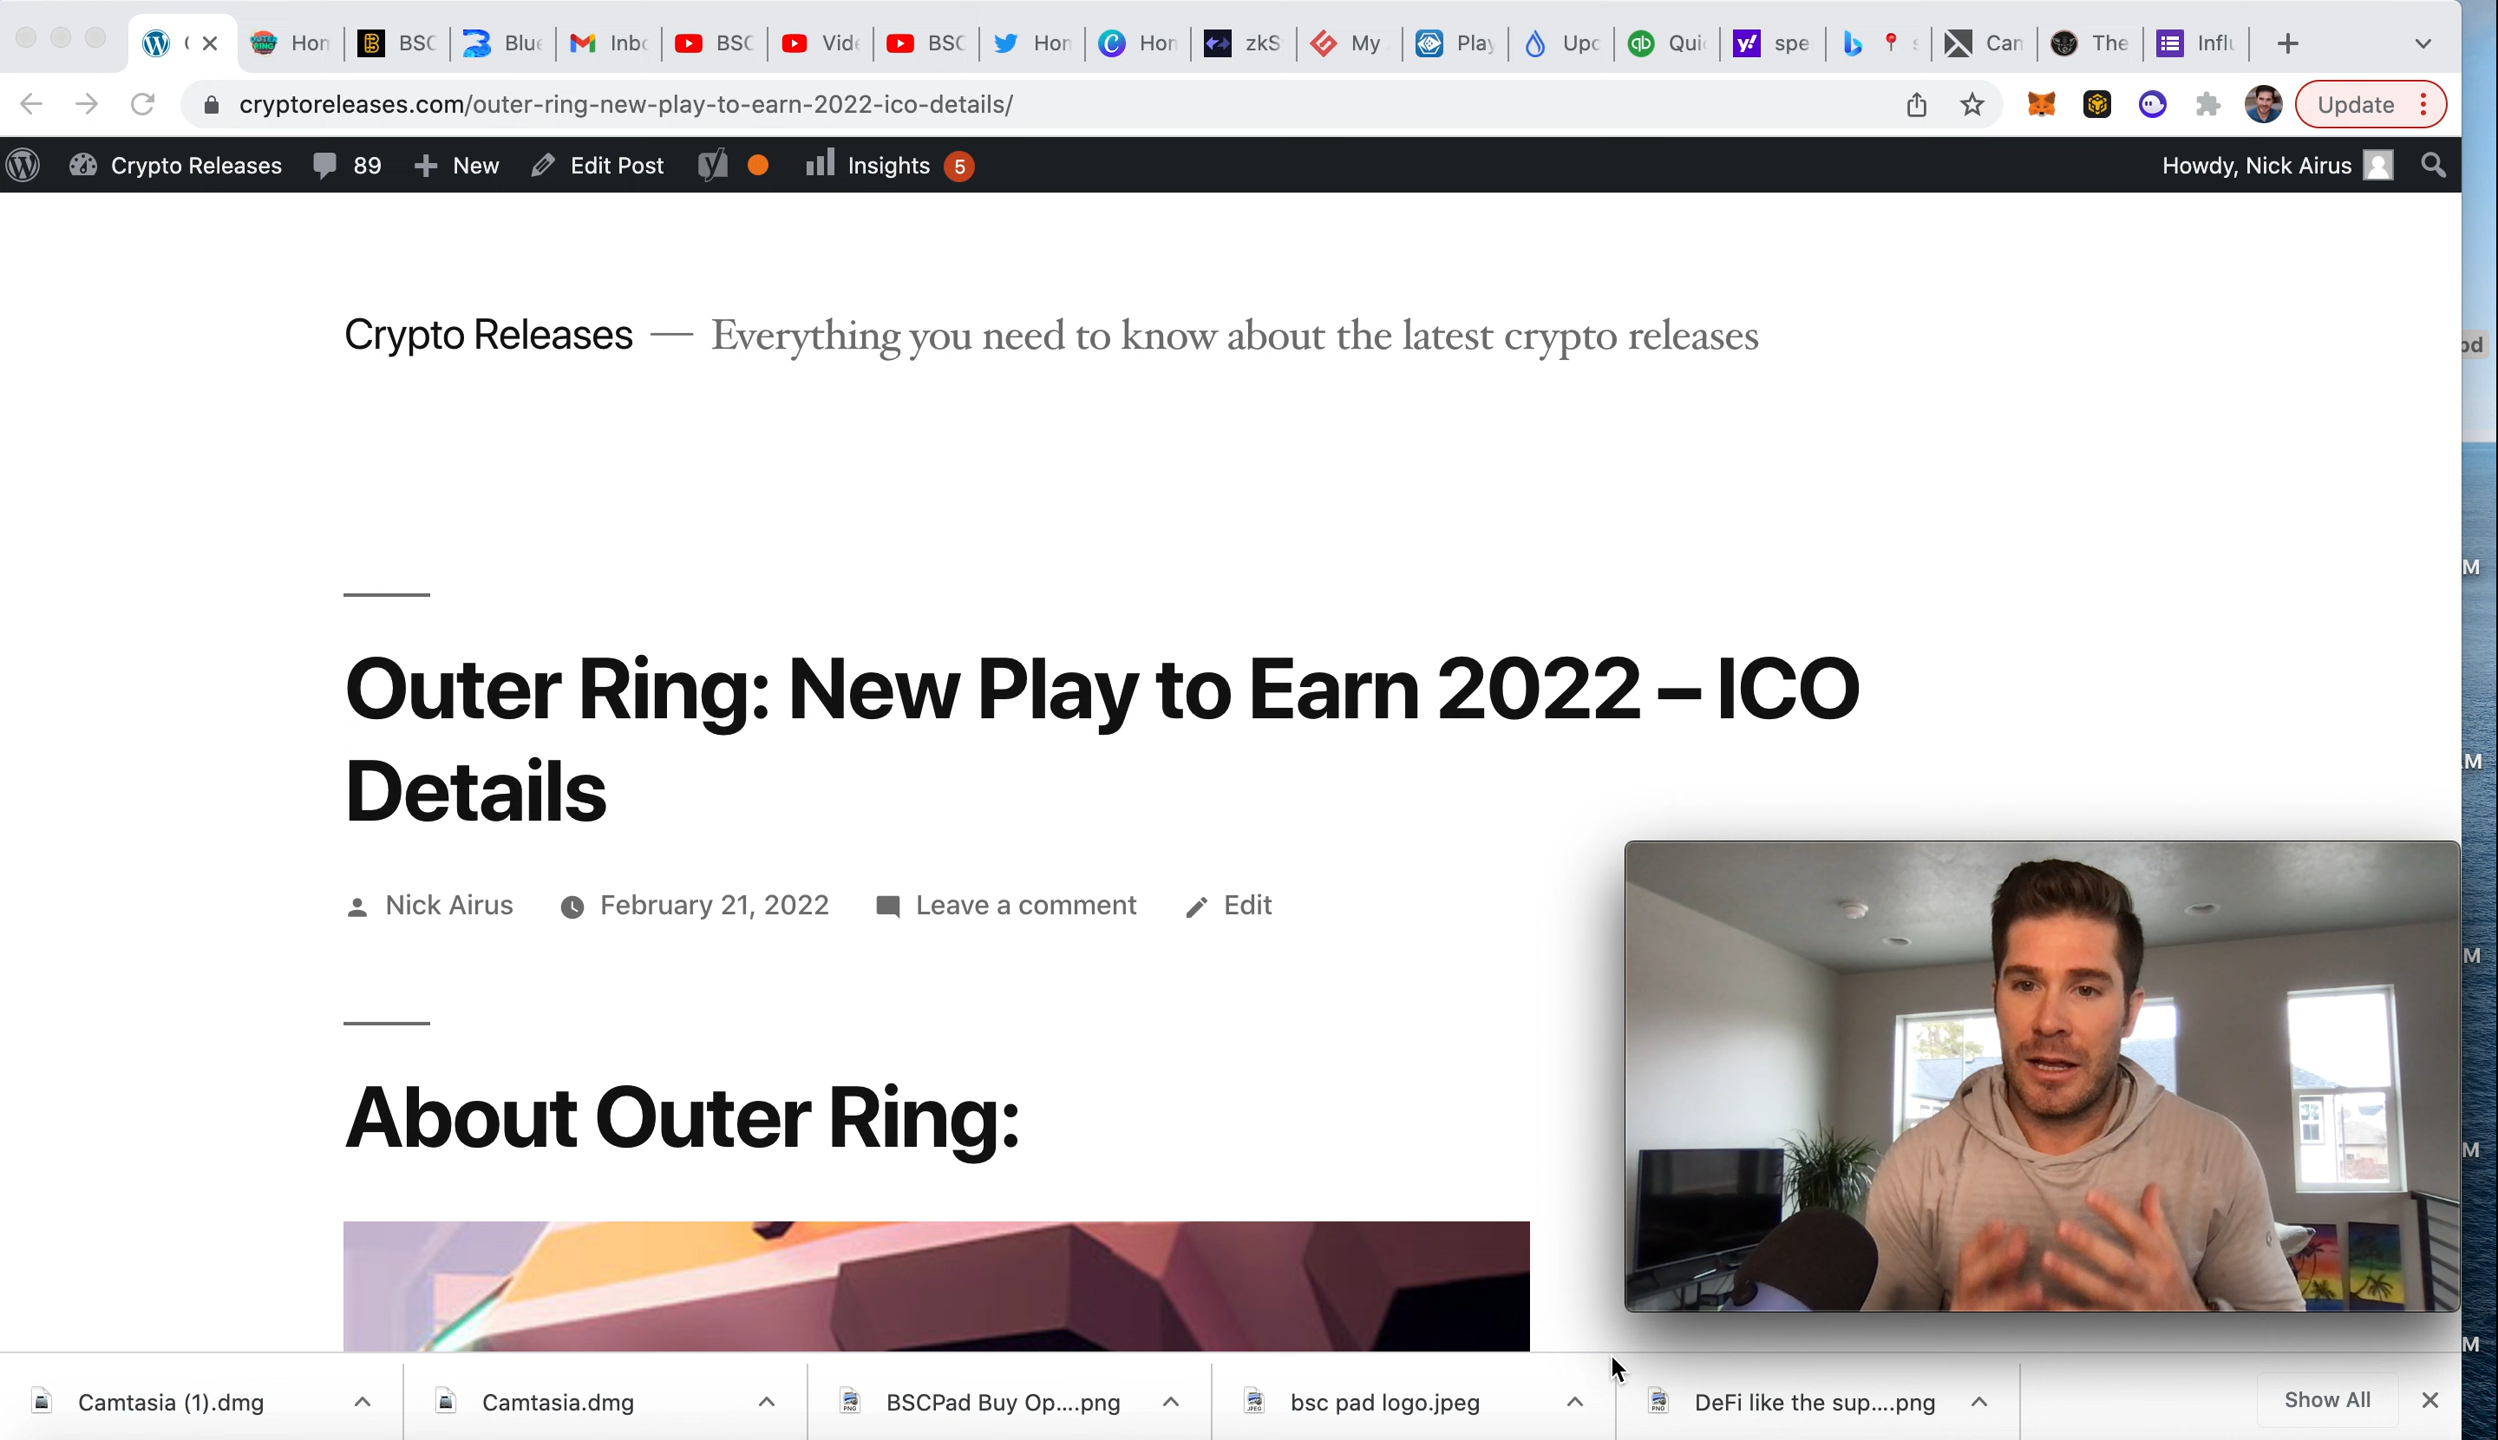 ( Hom BSC Blue Inbo BSC Vide BSC Hom Hon zkS My Play Upc Quic spe Can The Influ
cryptoreleases.com/outer-ring-new-play-to-earn-2022-ico-details/ Update
Crypto Releases 89 New Edit Post Insights 5 Howdy, Nick Airus
Crypto Releases — Everything you need to know about the latest crypto releases
Outer Ring: New Play to Earn 2022 – ICO
Details
Nick Airus February 21, 2022 Leave a comment Edit
About Outer Ring:
Camtasia (1).dmg Camtasia.dmg BSCPad Buy Op....png bsc pad logo.jpeg DeFi like the sup....png Show All